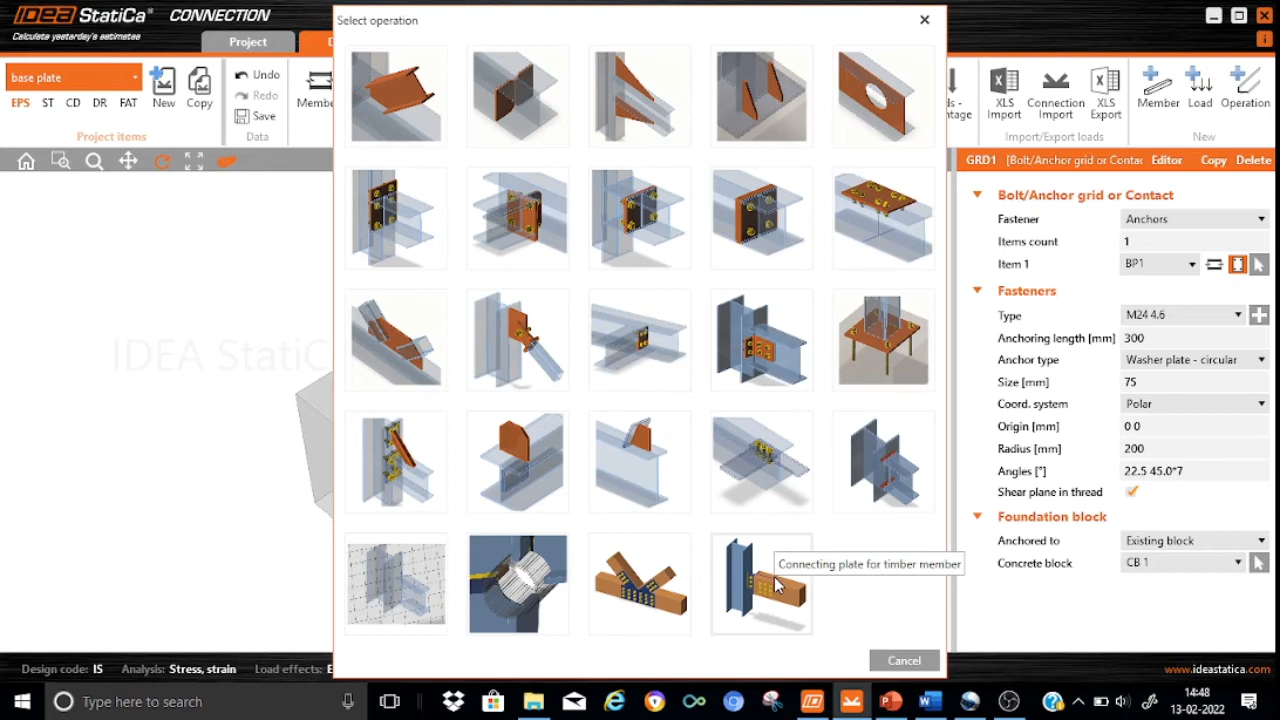 IDEA StatiCa® CONNECTION
Calculate yesterday's estimates
Project
base plate
EPS ST CD DR FAT
New
Copy
Undo
Redo
Save
Project items
Data
Select operation
XLS Import
Connection Import
XLS Export
Member
Load
Operation
Import/Export loads
New
GRD1 [Bolt/Anchor grid or Contac Editor Copy Delete
Bolt/Anchor grid or Contact
Fastener Anchors
Items count 1
Item 1 BP1
Fasteners
Type M24 4.6
Anchoring length [mm] 300
Anchor type Washer plate - circular
Size [mm] 75
Coord. system Polar
Origin [mm] 0 0
Radius [mm] 200
Angles [°] 22.5 45.0*7
Shear plane in thread
Foundation block
Anchored to Existing block
Concrete block CB 1
Connecting plate for timber member
Cancel
Design code: IS Analysis: Stress, strain Load effects:
www.ideastatica.com
Type here to search
14:48
13-02-2022